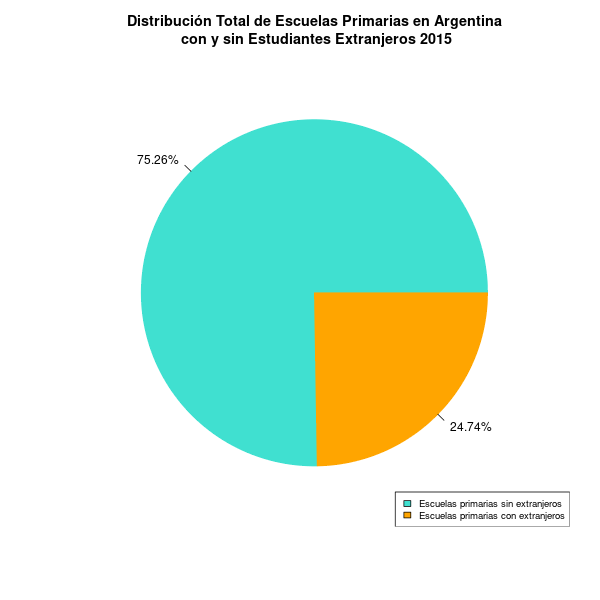 Distribución Total de Escuelas Primarias en Argentina
con y sin Estudiantes Extranjeros 2015
75.26%
24.74%
Escuelas primarias sin extranjeros
Escuelas primarias con extranjeros